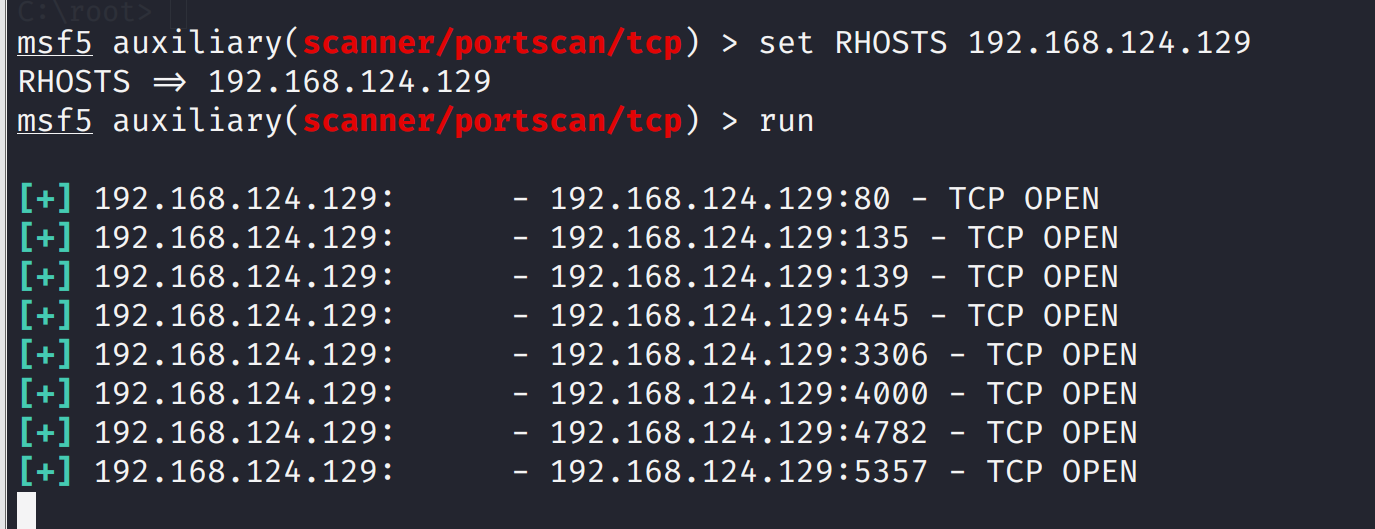 C:\root>
msf5 auxiliary(scanner/portscan/tcp) > set RHOSTS 192.168.124.129
RHOSTS => 192.168.124.129
msf5 auxiliary(scanner/portscan/tcp) > run
[+] 192.168.124.129:      - 192.168.124.129:80 - TCP OPEN
[+] 192.168.124.129:      - 192.168.124.129:135 - TCP OPEN
[+] 192.168.124.129:      - 192.168.124.129:139 - TCP OPEN
[+] 192.168.124.129:      - 192.168.124.129:445 - TCP OPEN
[+] 192.168.124.129:      - 192.168.124.129:3306 - TCP OPEN
[+] 192.168.124.129:      - 192.168.124.129:4000 - TCP OPEN
[+] 192.168.124.129:      - 192.168.124.129:4782 - TCP OPEN
[+] 192.168.124.129:      - 192.168.124.129:5357 - TCP OPEN